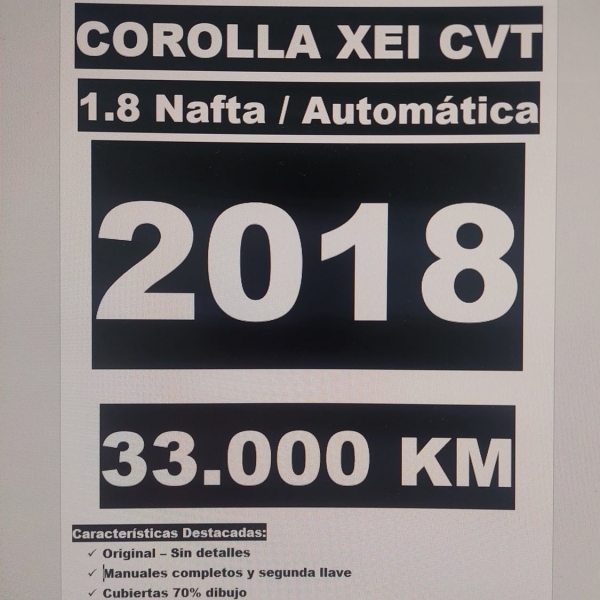 COROLLA XEI CVT
1.8 Nafta / Automática
2018
33.000 KM
Características Destacadas:
✓ Original – Sin detalles
✓ Manuales completos y segunda llave
✓ Cubiertas 70% dibujo